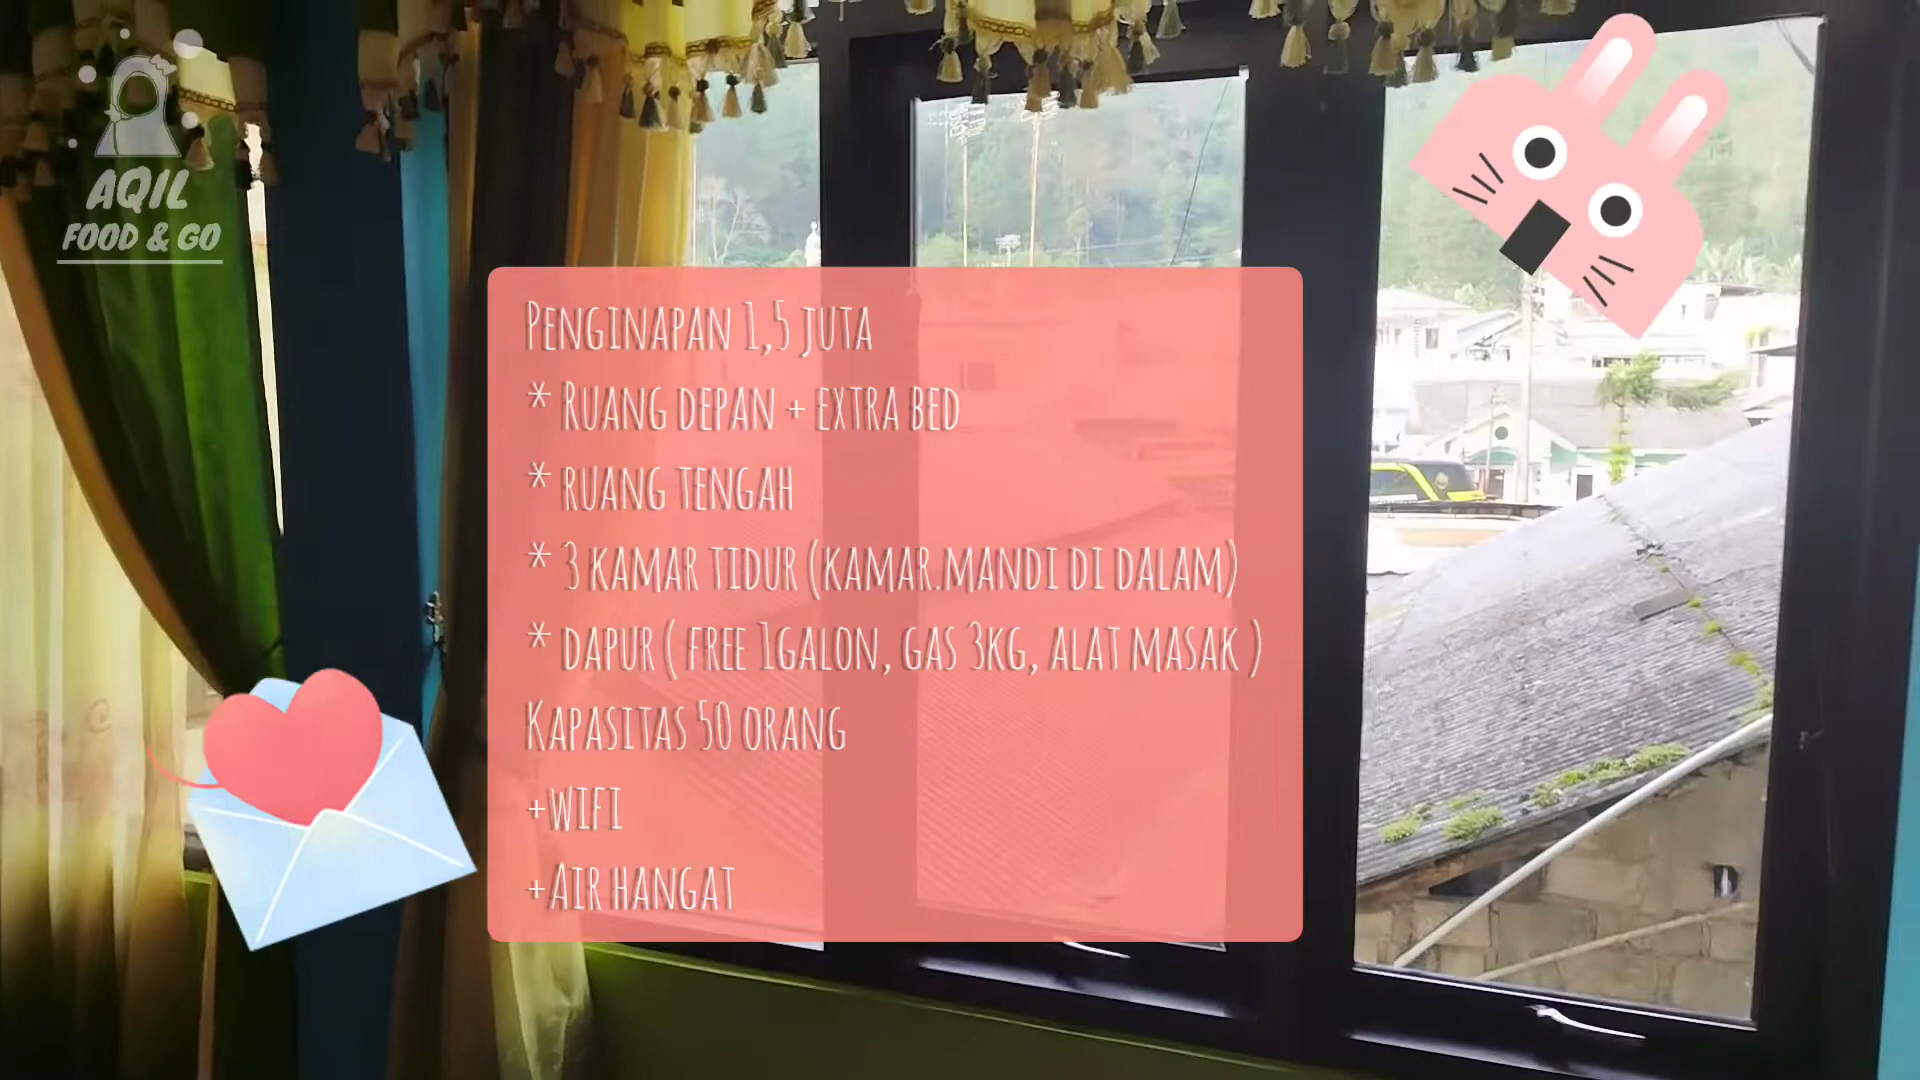 AQIL
FOOD & GO
Penginapan 1,5 juta
* Ruang depan + extra bed
* ruang tengah
* 3 kamar tidur (kamar.mandi di dalam)
* dapur ( free 1galon, gas 3kg, alat masak )
Kapasitas 50 orang
+wifi
+Air hangat